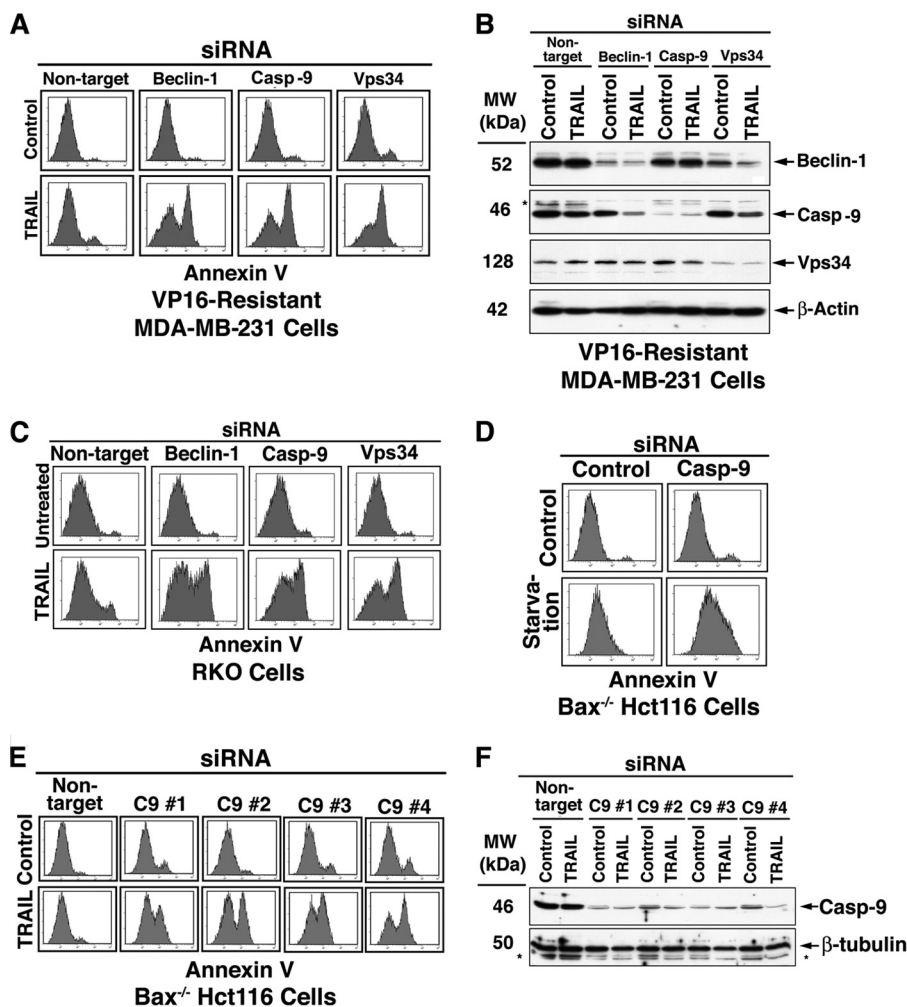 A
siRNA
Non-target Beclin-1 Casp-9 Vps34
Control
TRAIL
Annexin V
VP16-Resistant
MDA-MB-231 Cells
B
siRNA
Non-
target Beclin-1 Casp-9 Vps34
MW
(kDa)
Control TRAIL Control TRAIL Control TRAIL Control TRAIL
52 Beclin-1
* 46 Casp-9
128 Vps34
42 β-Actin
VP16-Resistant
MDA-MB-231 Cells
C
siRNA
Non-target Beclin-1 Casp-9 Vps34
Untreated
TRAIL
Annexin V
RKO Cells
D
siRNA
Control Casp-9
Control
Starva-
tion
Annexin V
Bax-/- Hct116 Cells
E
siRNA
Non-
target C9 #1 C9 #2 C9 #3 C9 #4
Control
TRAIL
Annexin V
Bax-/- Hct116 Cells
F
siRNA
Non-
target C9 #1 C9 #2 C9 #3 C9 #4
MW
(kDa)
Control TRAIL Control TRAIL Control TRAIL Control TRAIL Control TRAIL
46 Casp-9
50 β-tubulin
* *